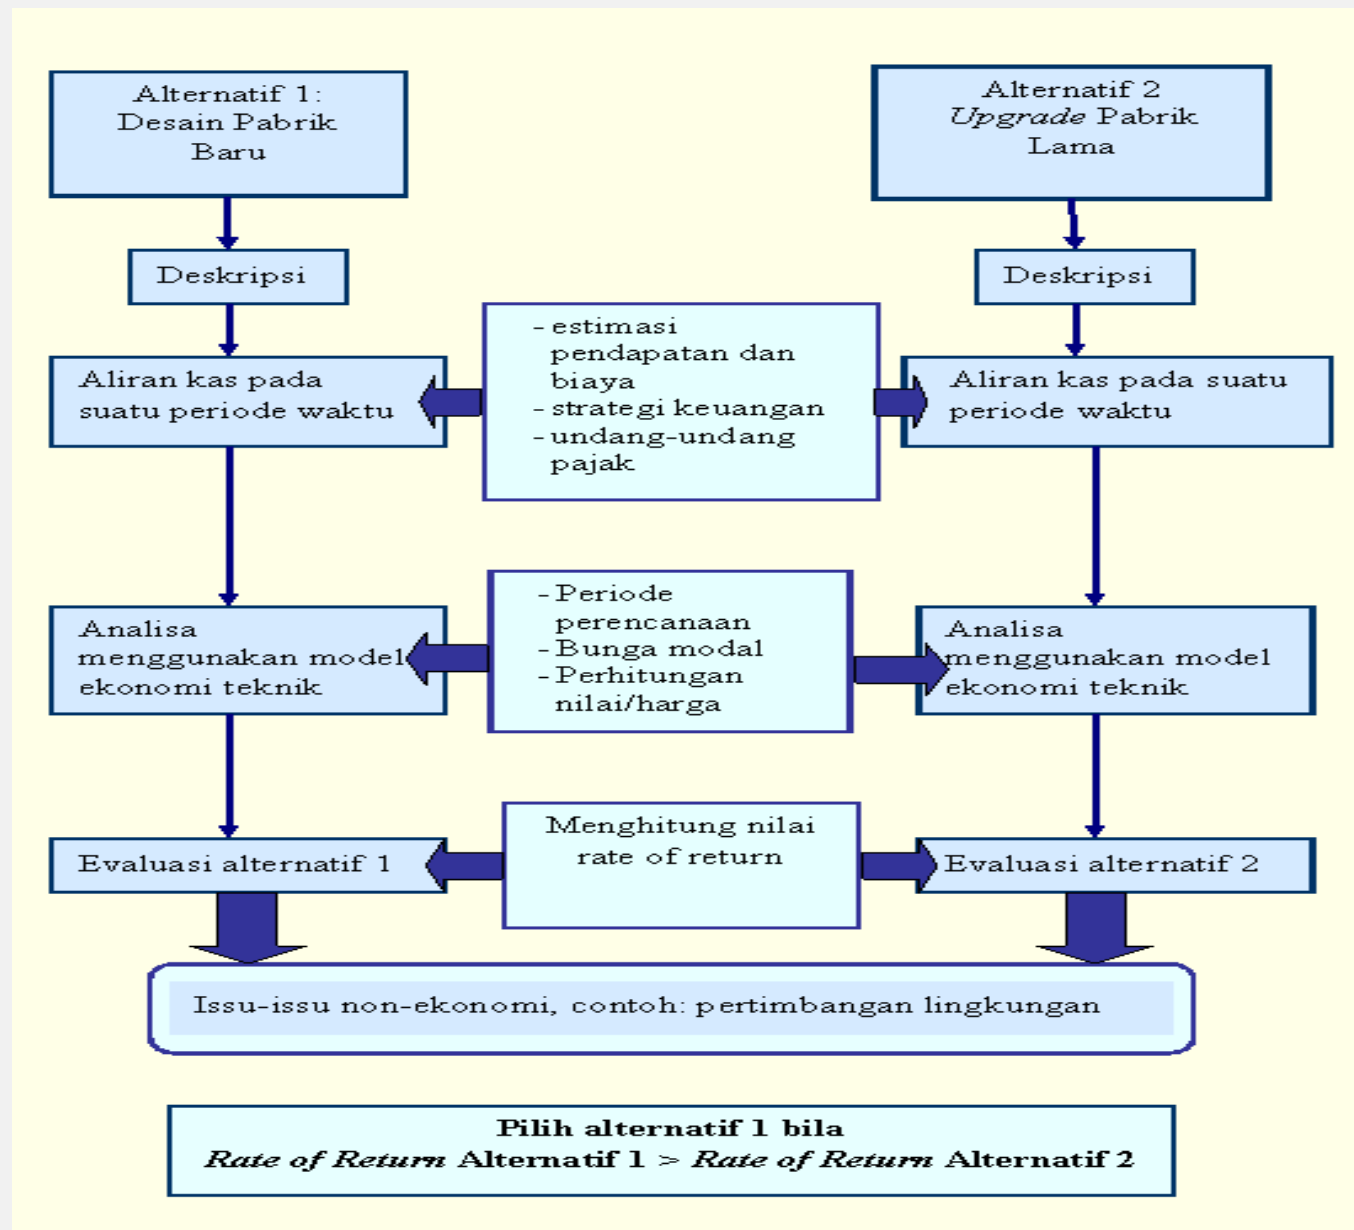 Alternatif 1:
Desain Pabrik
Baru
Alternatif 2
Upgrade Pabrik
Lama
Deskripsi
Deskripsi
- estimasi
pendapatan dan
biaya
- strategi keuangan
- undang-undang
pajak
Aliran kas pada
suatu periode waktu
Aliran kas pada suatu
periode waktu
- Periode
perencanaan
- Bunga modal
- Perhitungan
nilai/harga
Analisa
menggunakan model
ekonomi teknik
Analisa
menggunakan model
ekonomi teknik
Menghitung nilai
rate of return
Evaluasi alternatif 1
Evaluasi alternatif 2
Issu-issu non-ekonomi, contoh: pertimbangan lingkungan
Pilih alternatif 1 bila
Rate of Return Alternatif 1 > Rate of Return Alternatif 2